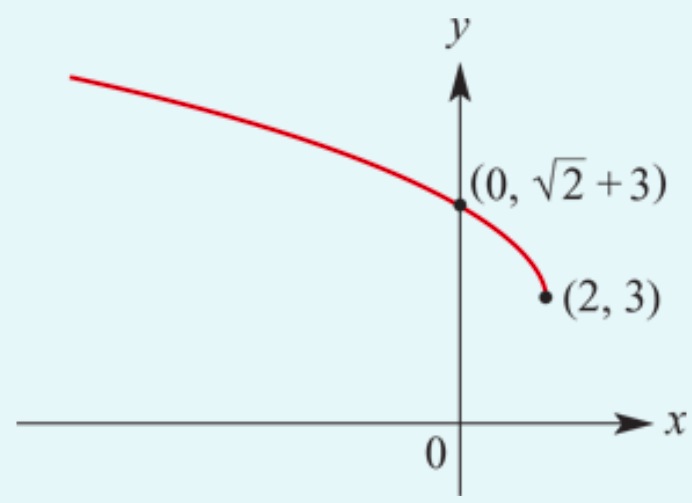 y
(0, √2 + 3)
(2, 3)
x
0